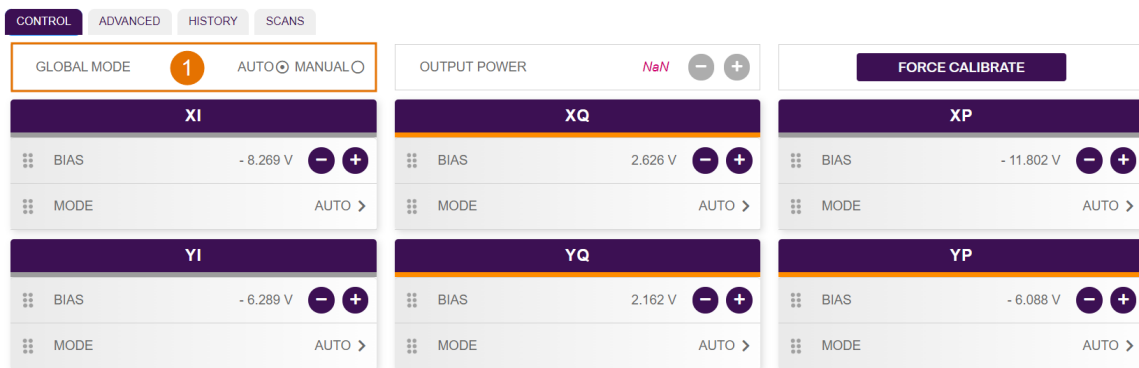 CONTROL ADVANCED HISTORY SCANS
GLOBAL MODE 1 AUTO MANUAL OUTPUT POWER NaN FORCE CALIBRATE
XI XQ XP
BIAS - 8.269 V BIAS 2.626 V BIAS - 11.802 V
MODE AUTO MODE AUTO MODE AUTO
YI YQ YP
BIAS - 6.289 V BIAS 2.162 V BIAS - 6.088 V
MODE AUTO MODE AUTO MODE AUTO